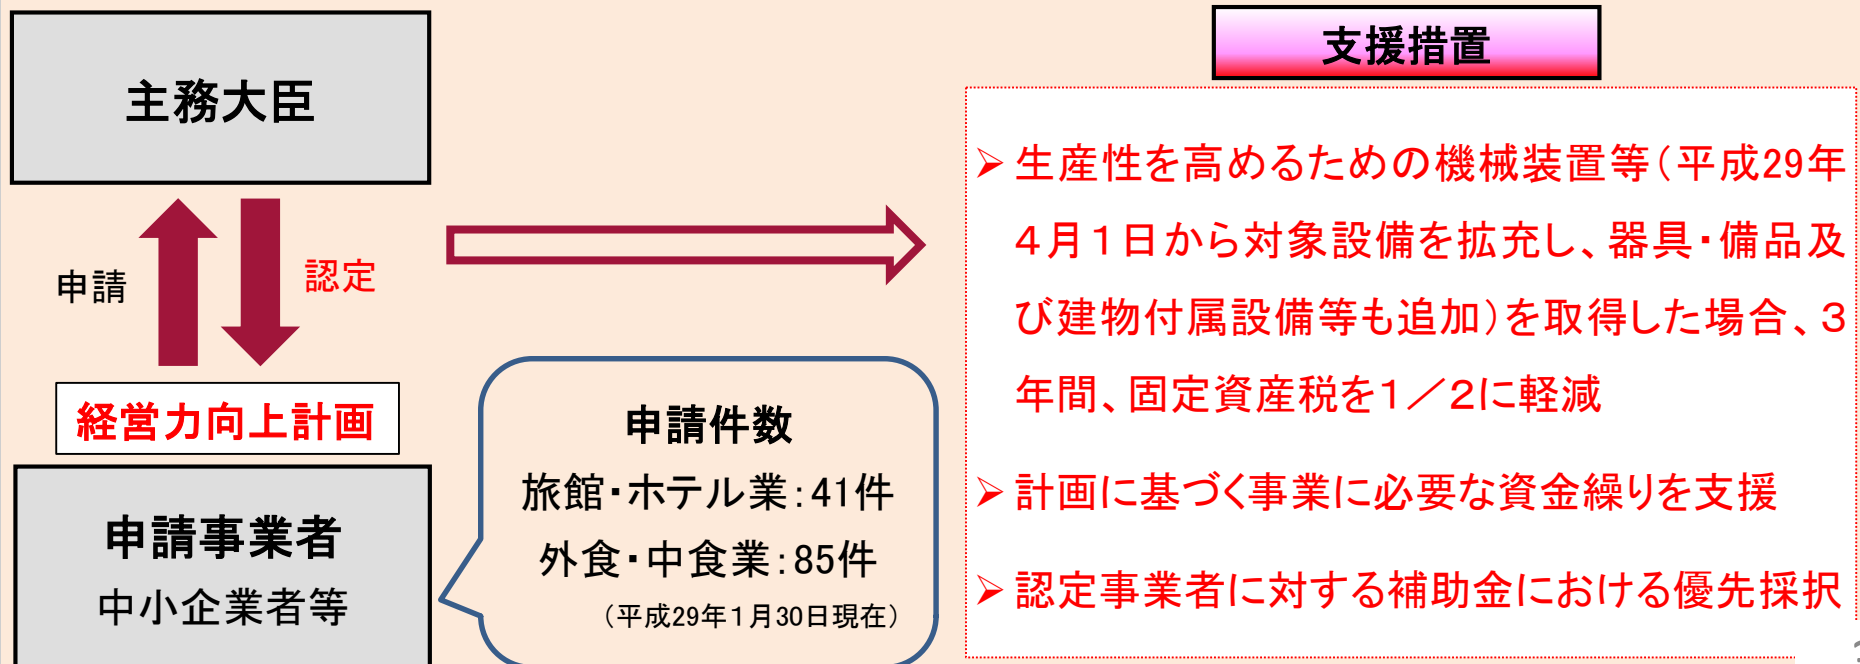 主務大臣
申請
認定
経営力向上計画
申請事業者
中小企業者等
申請件数
旅館・ホテル業：41件
外食・中食業：85件
（平成29年１月30日現在）
支援措置
➢ 生産性を高めるための機械装置等（平成29年
４月１日から対象設備を拡充し、器具・備品及
び建物付属設備等も追加）を取得した場合、３
年間、固定資産税を１／２に軽減
➢ 計画に基づく事業に必要な資金繰りを支援
➢ 認定事業者に対する補助金における優先採択